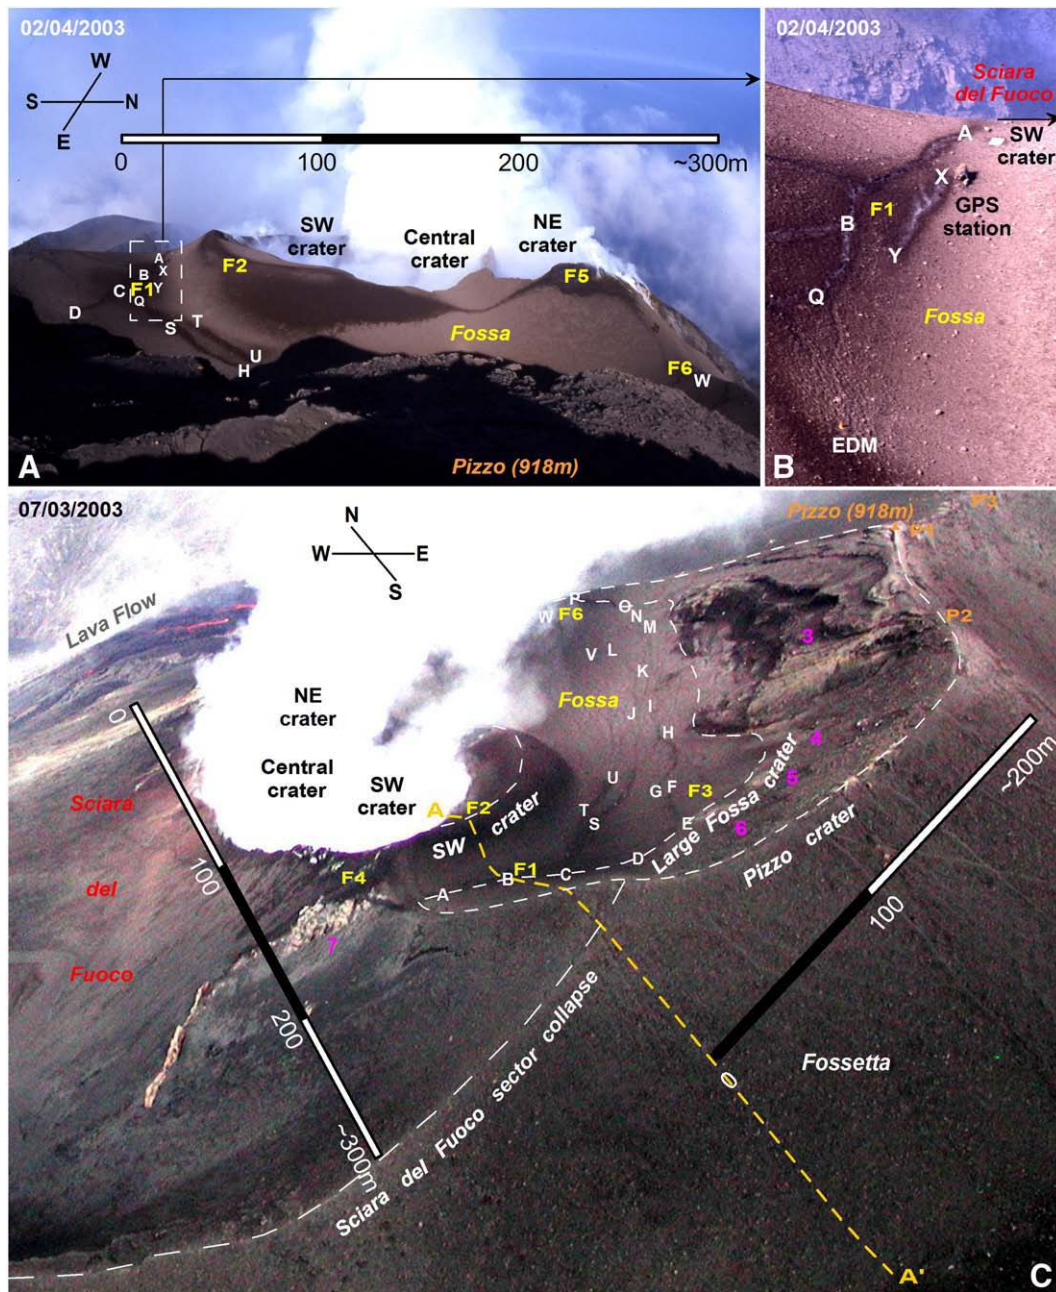 02/04/2003
W
S
N
E
0
100
200
~300m
SW
crater
Central
crater
NE
crater
F2
F5
A
B
X
C
F1
Y
Q
D
S
T
U
H
Fossa
F6
W
A
Pizzo (918m)
02/04/2003
Sciara
del Fuoco
A
SW
crater
X
GPS
station
B
F1
Y
Q
Fossa
EDM
B
07/03/2003
N
W
E
S
Pizzo (918m)
P3
P1
Lava Flow
P
W
F6
O
N
M
P2
3
V
L
K
Fossa
J
I
H
0
NE
crater
Central
crater
SW
crater
4
5
6
U
G
F
F3
T
S
E
D
A
F2
SW crater
Large Fossa crater
Pizzo crater
~200m
100
0
Sciara
del
Fuoco
100
200
~300m
F4
F1
A
B
C
7
Sciara del Fuoco sector collapse
Fossetta
A'
C